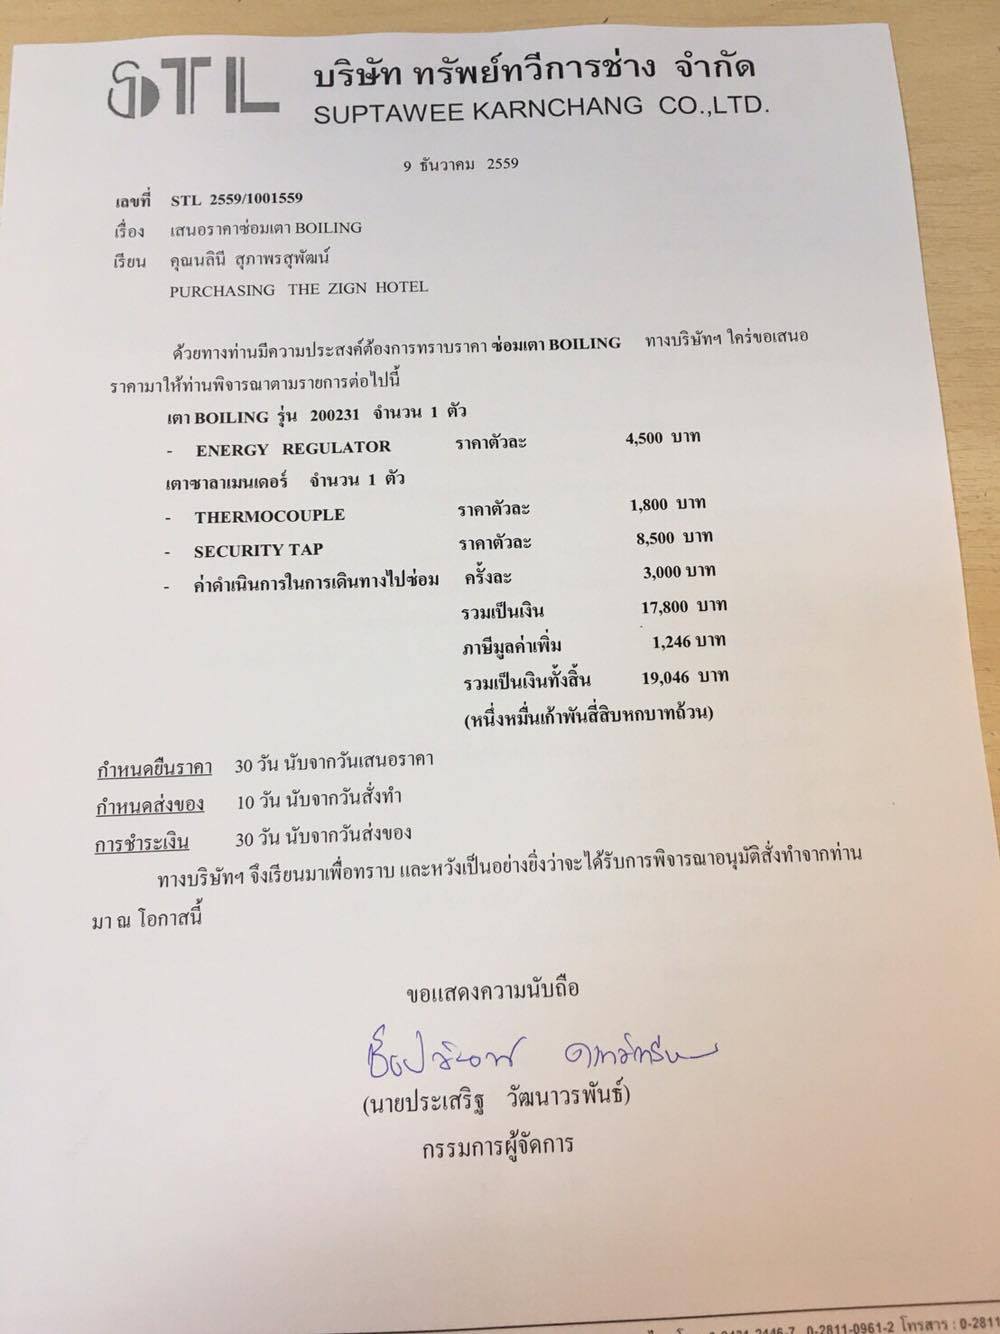 STL บริษัท ทรัพย์ทวีการช่าง จำกัด
SUPTAWEE KARNCHANG CO.,LTD.
9 ธันวาคม 2559
เลขที่ STL 2559/1001559
เรื่อง เสนอราคาซ่อมเตา BOILING
เรียน คุณนลินี สุภาพรสุพัฒน์
PURCHASING THE ZIGN HOTEL
ด้วยทางท่านมีความประสงค์ต้องการทราบราคา ซ่อมเตา BOILING ทางบริษัทฯ ใคร่ขอเสนอ
ราคามาให้ท่านพิจารณาตามรายการต่อไปนี้
เตา BOILING รุ่น 200231 จำนวน 1 ตัว
- ENERGY REGULATOR ราคาตัวละ 4,500 บาท
เตาซาลาเมนเดอร์ จำนวน 1 ตัว
- THERMOCOUPLE ราคาตัวละ 1,800 บาท
- SECURITY TAP ราคาตัวละ 8,500 บาท
- ค่าดำเนินการในการเดินทางไปซ่อม ครั้งละ 3,000 บาท
รวมเป็นเงิน 17,800 บาท
ภาษีมูลค่าเพิ่ม 1,246 บาท
รวมเป็นเงินทั้งสิ้น 19,046 บาท
(หนึ่งหมื่นเก้าพันสี่สิบหกบาทถ้วน)
กำหนดยืนราคา 30 วัน นับจากวันเสนอราคา
กำหนดส่งของ 10 วัน นับจากวันสั่งทำ
การชำระเงิน 30 วัน นับจากวันส่งของ
ทางบริษัทฯ จึงเรียนมาเพื่อทราบ และหวังเป็นอย่างยิ่งว่าจะได้รับการพิจารณาอนุมัติสั่งทำจากท่าน
มา ณ โอกาสนี้
ขอแสดงความนับถือ
(นายประเสริฐ วัฒนาวรพันธ์)
กรรมการผู้จัดการ
0-2811-0961-2 โทรสาร : 0-2811